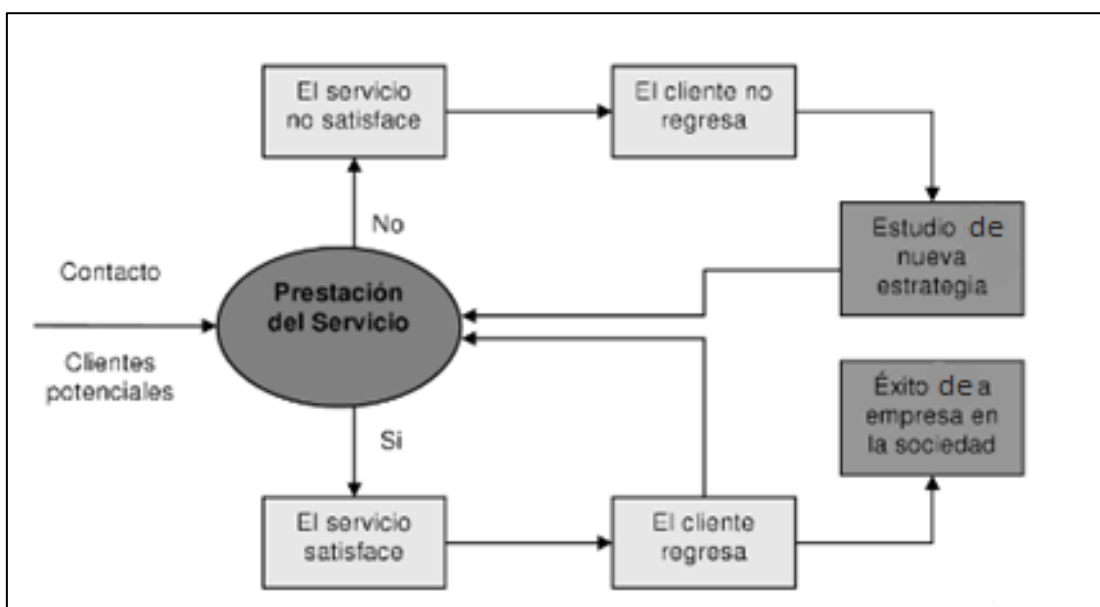 El servicio
no satisface
El cliente no
regresa
No
Estudio de
nueva
estrategia
Contacto
Prestación
del Servicio
Clientes
potenciales
Éxito de a
empresa en
la sociedad
Si
El servicio
satisface
El cliente
regresa